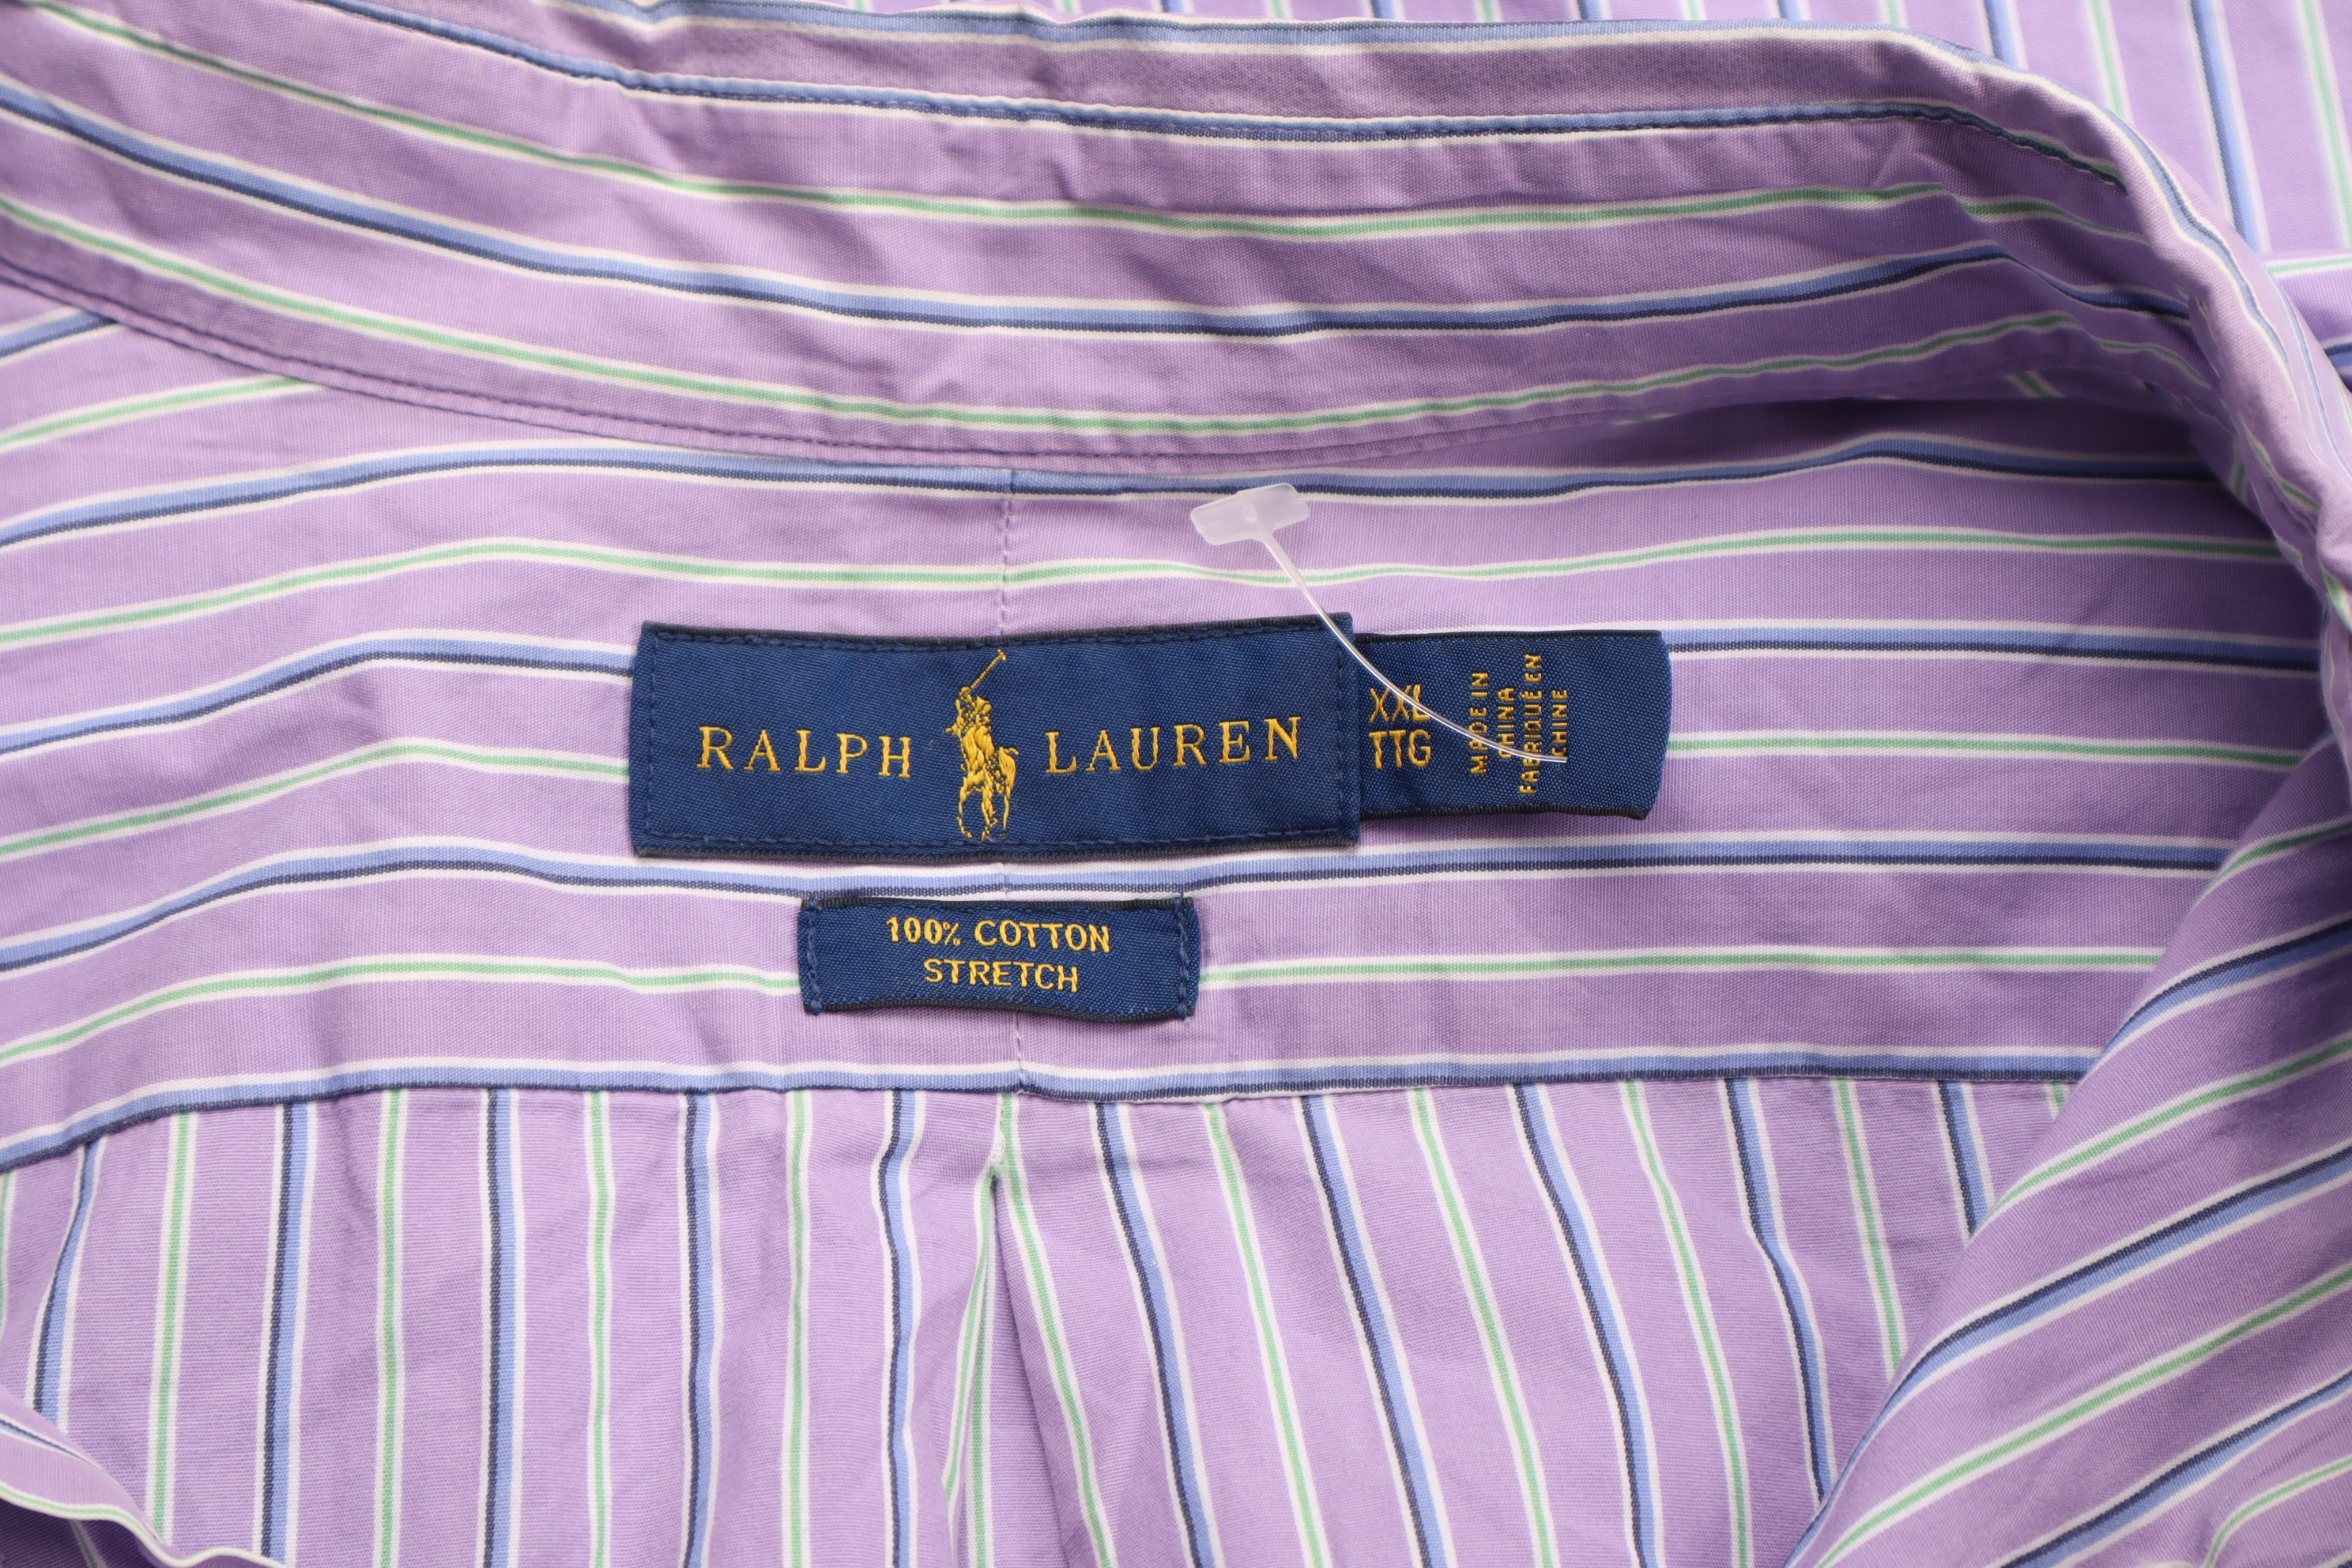 RALPH LAUREN
XXL
TTG
MADE IN
CHINA
FABRIQUÉ EN
CHINE
100% COTTON
STRETCH